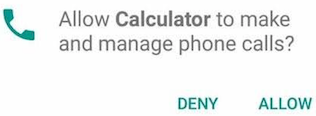 Allow Calculator to make
and manage phone calls?
DENY ALLOW